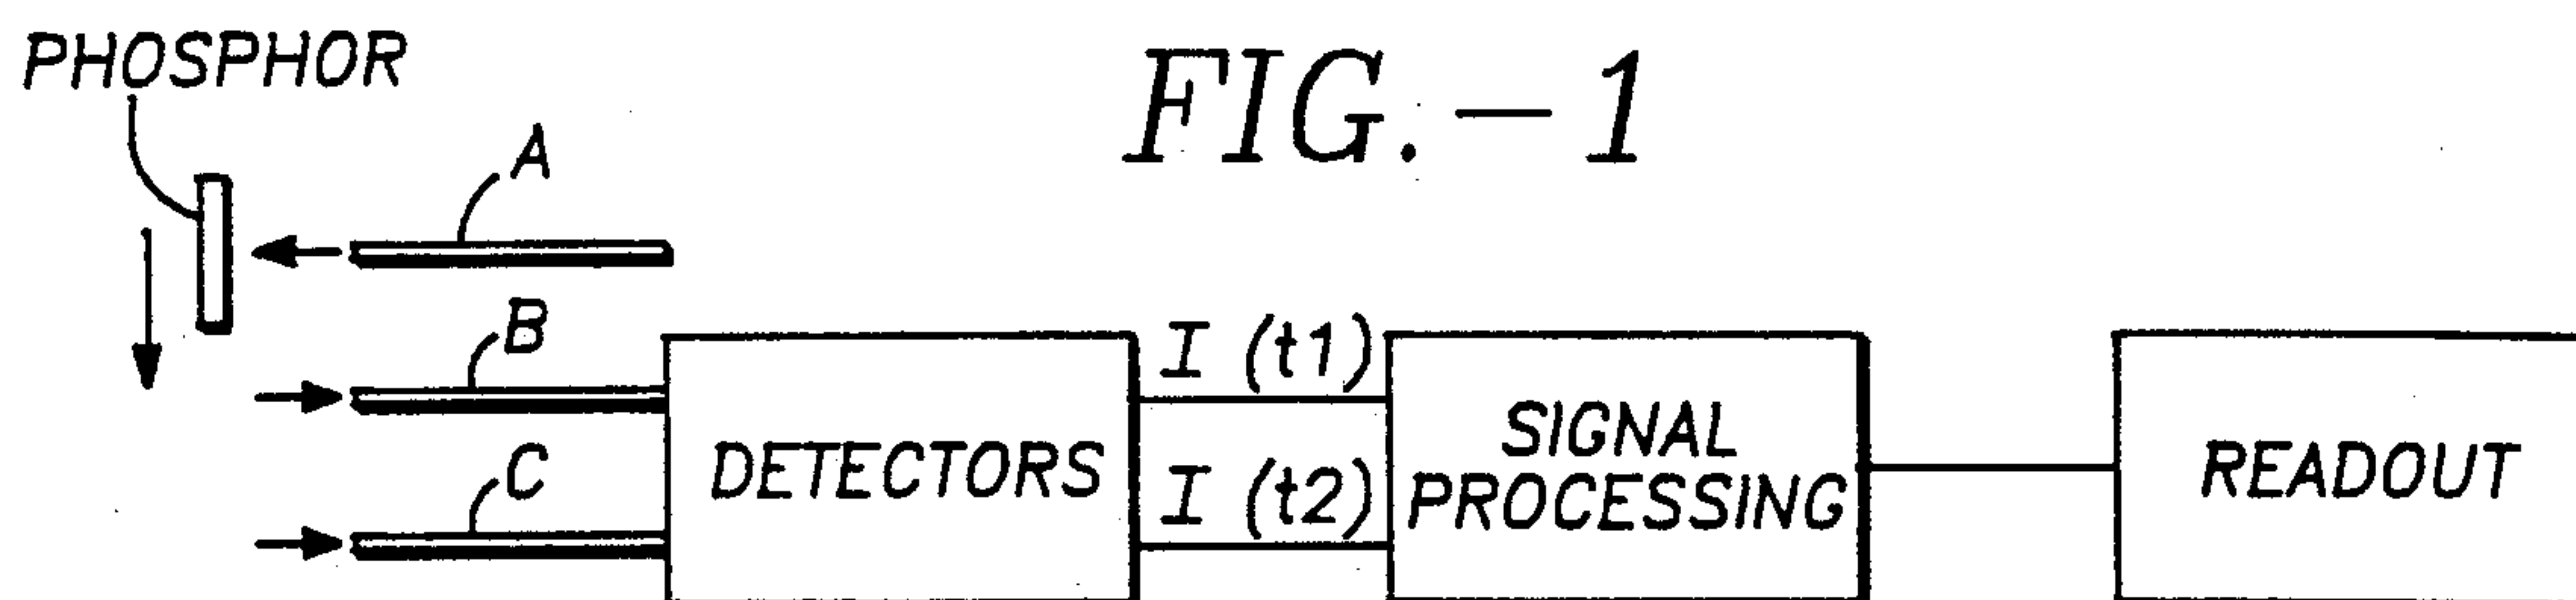 PHOSPHOR
FIG.-1
A
B
I (t1)
C
DETECTORS
I (t2)
SIGNAL
PROCESSING
READOUT